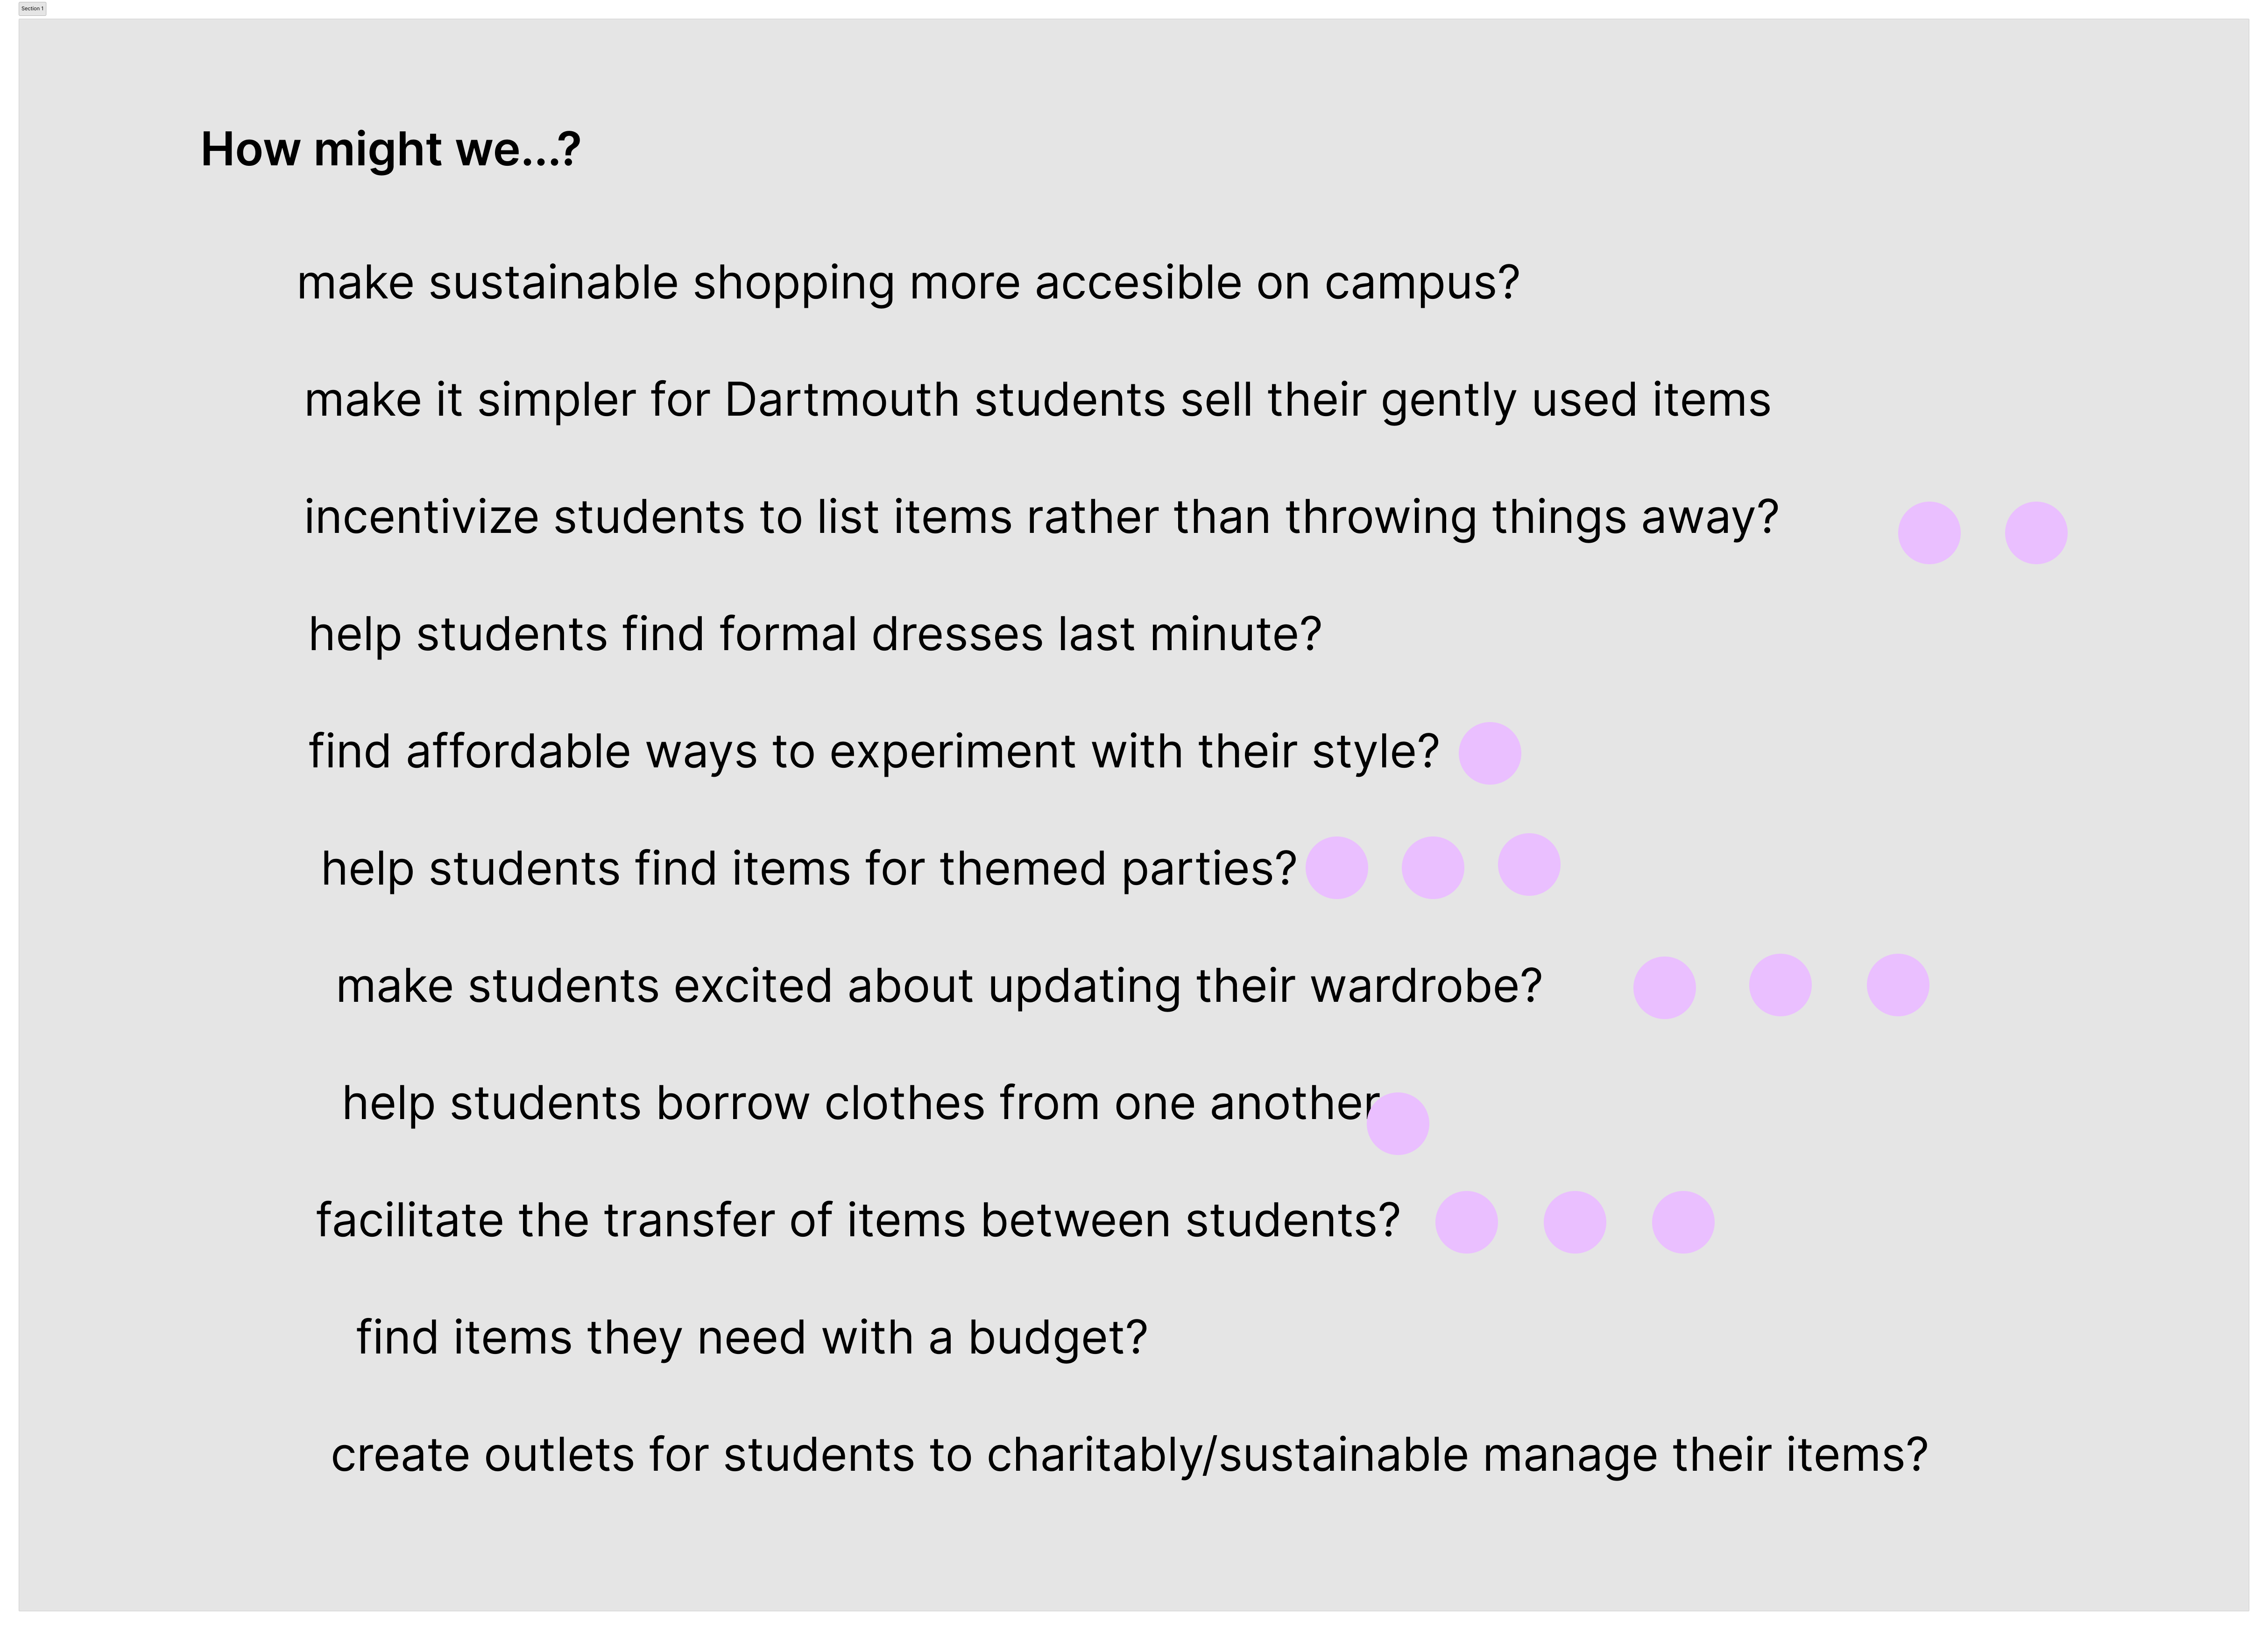 Section 1
How might we...?
make sustainable shopping more accesible on campus?
make it simpler for Dartmouth students sell their gently used items
incentivize students to list items rather than throwing things away?
help students find formal dresses last minute?
find affordable ways to experiment with their style?
help students find items for themed parties?
make students excited about updating their wardrobe?
help students borrow clothes from one another
facilitate the transfer of items between students?
find items they need with a budget?
create outlets for students to charitably/sustainable manage their items?